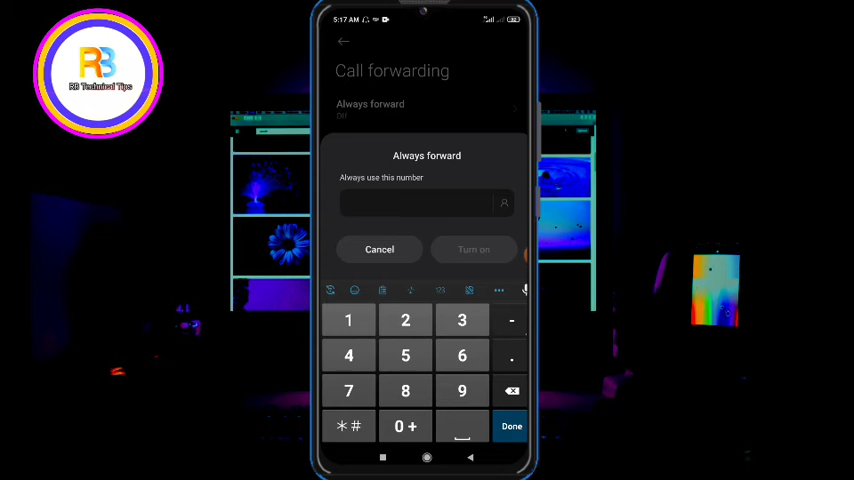 RB
RB Technical Tips
5:17 AM
Call forwarding
Always forward
Off
Always forward
Always use this number
Cancel
Turn on
123
1
2
3
-
4
5
6
.
7
8
9
*#
0 +
Done